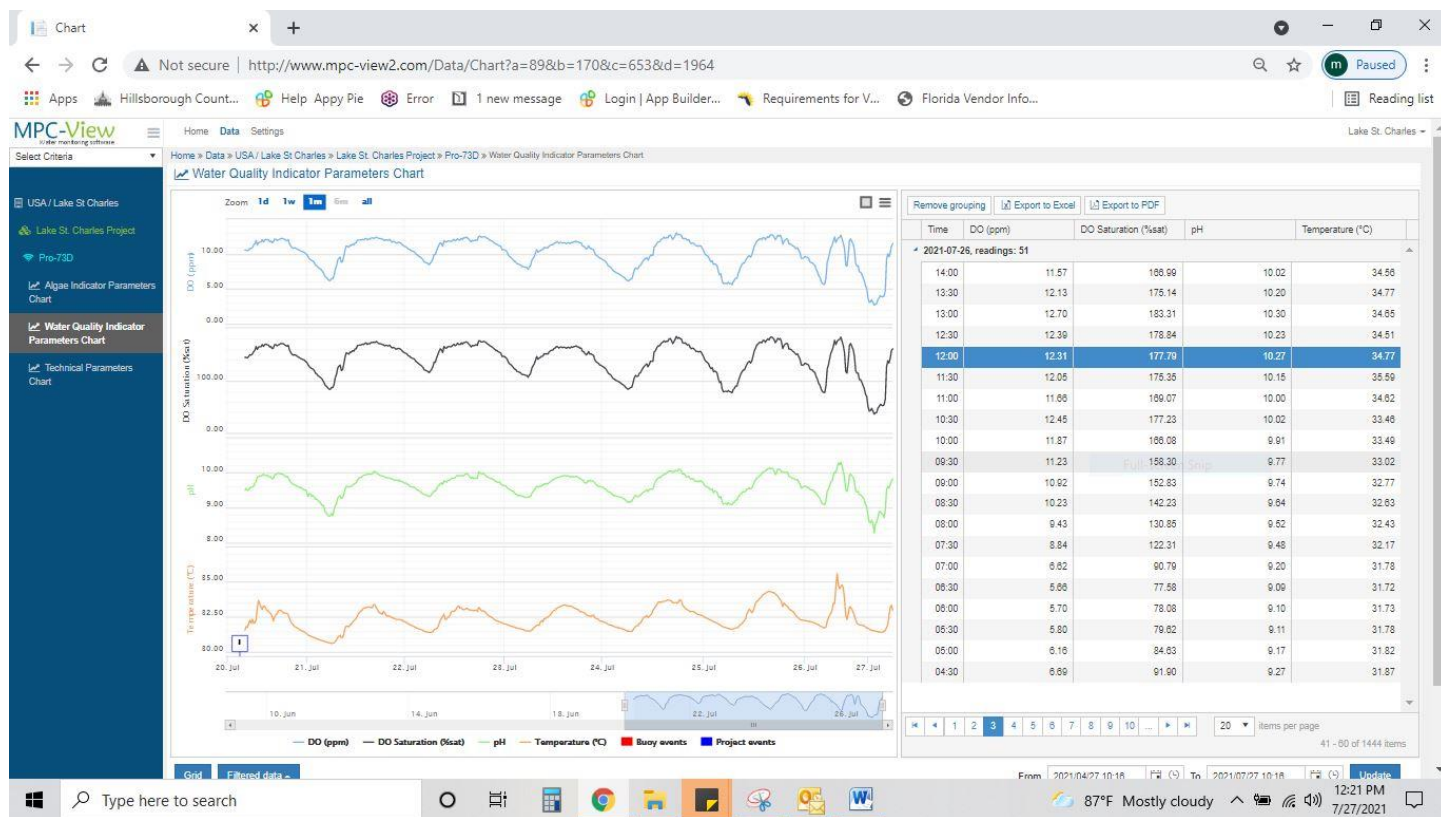 Chart
Not secure | http://www.mpc-view2.com/Data/Chart?a=89&b=170&c=653&d=1964
m Paused
Apps Hillsborough Count... Help Appy Pie Error 1 new message Login | App Builder... Requirements for V... Florida Vendor Info... Reading list
MPC-View
Water monitoring software
Home Data Settings
Lake St. Charles
Select Criteria
Home » Data » USA / Lake St Charles » Lake St. Charles Project » Pro-73D » Water Quality Indicator Parameters Chart
Water Quality Indicator Parameters Chart
USA / Lake St Charles
Lake St. Charles Project
Pro-73D
Algae Indicator Parameters
Chart
Water Quality Indicator
Parameters Chart
Technical Parameters
Chart
Zoom 1d 1w 1m 6m all
DO (ppm)
10.00
5.00
0.00
DO Saturation (%sat)
100.00
0.00
pH
10.00
9.00
8.00
Temperature (°C)
35.00
32.50
30.00
20. Jul 21. Jul 22. Jul 23. Jul 24. Jul 25. Jul 26. Jul 27. Jul
10. Jun 14. Jun 18. Jun 22. Jul 26. Jul
DO (ppm) DO Saturation (%sat) pH Temperature (°C) Buoy events Project events
Remove grouping Export to Excel Export to PDF
Time DO (ppm) DO Saturation (%sat) pH Temperature (°C)
2021-07-26, readings: 51
14:00 11.57 166.99 10.02 34.56
13:30 12.13 175.14 10.20 34.77
13:00 12.70 183.31 10.30 34.65
12:30 12.39 178.84 10.23 34.51
12:00 12.31 177.79 10.27 34.77
11:30 12.05 175.35 10.15 35.59
11:00 11.66 169.07 10.00 34.62
10:30 12.45 177.23 10.02 33.46
10:00 11.87 166.08 9.91 33.49
09:30 11.23 158.30 9.77 33.02
09:00 10.92 152.83 9.74 32.77
08:30 10.23 142.23 9.64 32.63
08:00 9.43 130.85 9.52 32.43
07:30 8.84 122.31 9.48 32.17
07:00 6.62 90.79 9.20 31.78
06:30 5.66 77.58 9.09 31.72
06:00 5.70 78.08 9.10 31.73
05:30 5.80 79.62 9.11 31.78
05:00 6.16 84.63 9.17 31.82
04:30 6.69 91.90 9.27 31.87
1 2 3 4 5 6 7 8 9 10 ... 20 items per page
41 - 60 of 1444 items
Grid Filtered data
From 2021/04/27 10:16 To 2021/07/27 10:16 Update
Type here to search
87°F Mostly cloudy
12:21 PM
7/27/2021